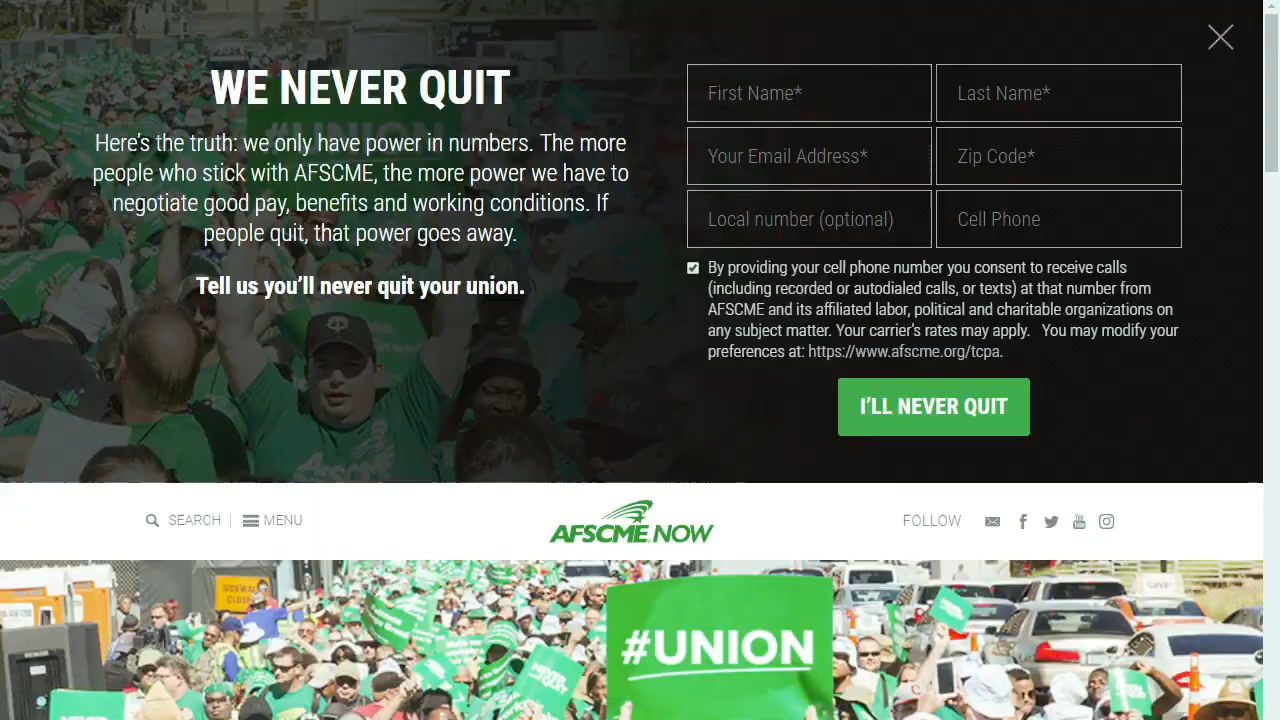 WE NEVER QUIT
Here's the truth: we only have power in numbers. The more
people who stick with AFSCME, the more power we have to
negotiate good pay, benefits and working conditions. If
people quit, that power goes away.
Tell us you'll never quit your union.
First Name*
Last Name*
Your Email Address*
Zip Code*
Local number (optional)
Cell Phone
By providing your cell phone number you consent to receive calls
(including recorded or autodialed calls, or texts) at that number from
AFSCME and its affiliated labor, political and charitable organizations on
any subject matter. Your carrier's rates may apply. You may modify your
preferences at: https://www.afscme.org/tcpa.
I'LL NEVER QUIT
SEARCH
MENU
AFSCME NOW
FOLLOW
SIDEWALK
CLOSED
#UNION
NEVER